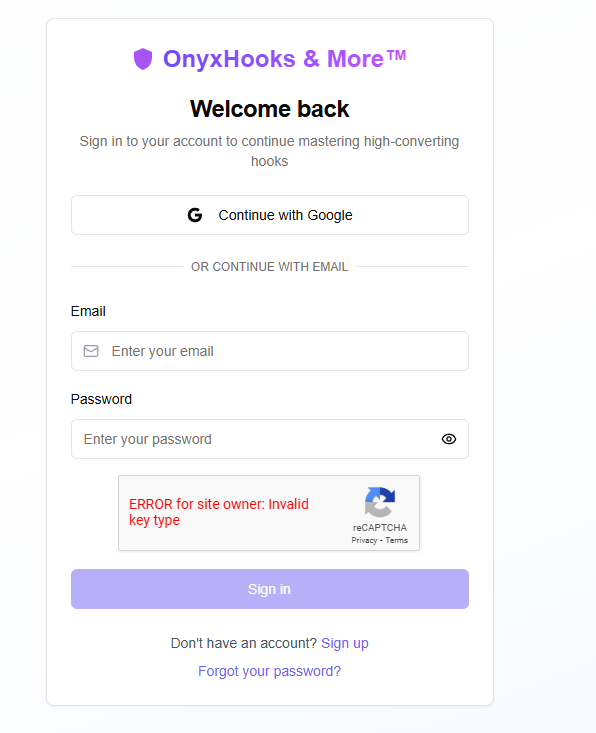 OnyxHooks & More™
Welcome back
Sign in to your account to continue mastering high-converting
hooks
Continue with Google
OR CONTINUE WITH EMAIL
Email
Enter your email
Password
Enter your password
ERROR for site owner: Invalid
key type
reCAPTCHA
Privacy - Terms
Sign in
Don't have an account? Sign up
Forgot your password?